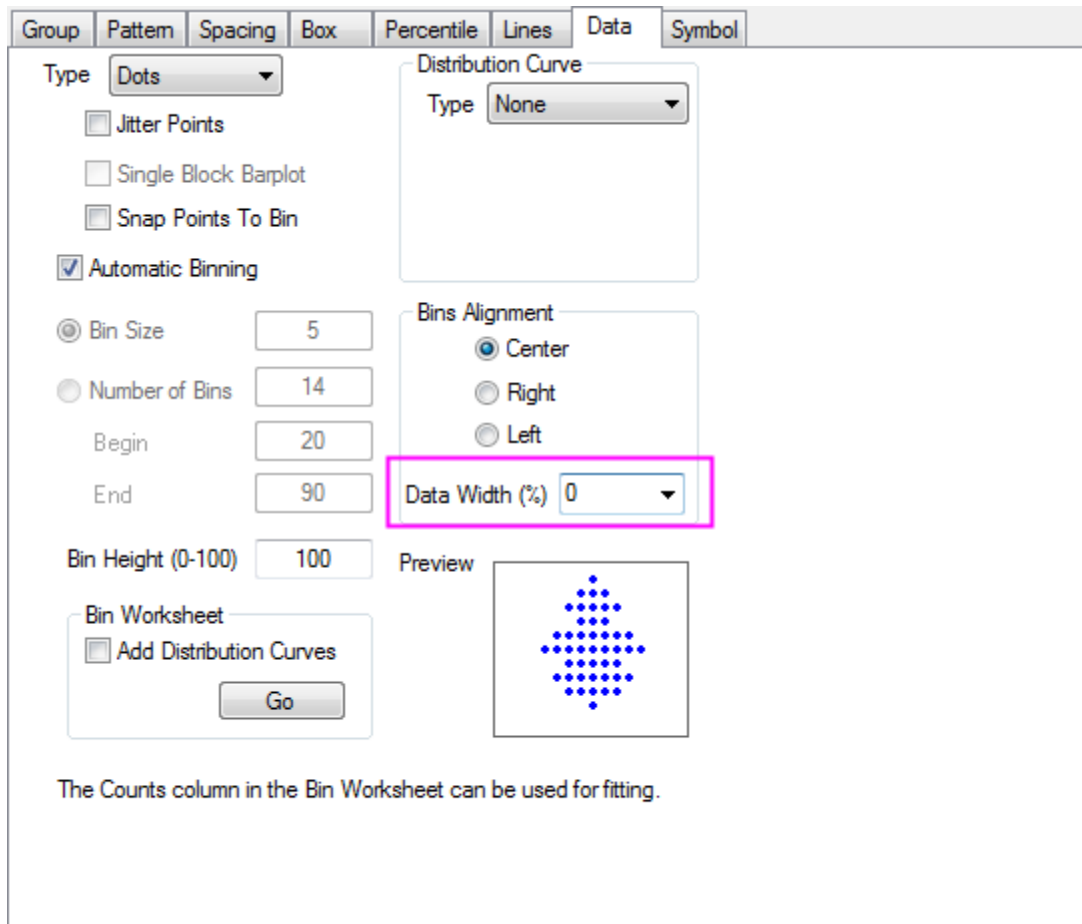 Group Pattern Spacing Box Percentile Lines Data Symbol
Type Dots
Jitter Points
Single Block Barplot
Snap Points To Bin
Automatic Binning
Bin Size 5
Number of Bins 14
Begin 20
End 90
Bin Height (0-100) 100
Bin Worksheet
Add Distribution Curves
Go
Distribution Curve
Type None
Bins Alignment
Center
Right
Left
Data Width (%) 0
Preview
The Counts column in the Bin Worksheet can be used for fitting.